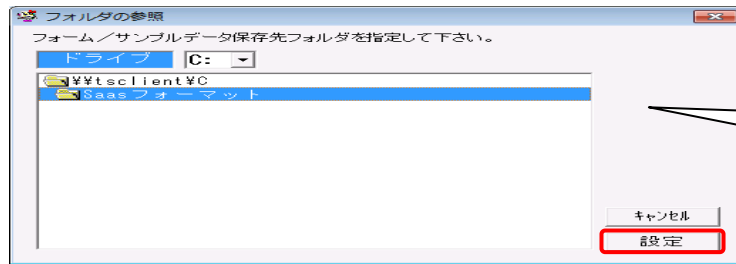 フォルダの参照
フォーム／サンプルデータ保存先フォルダを指定して下さい。
ドライブ C:
¥¥tsclient¥C
Saasフォーマット
キャンセル
設定